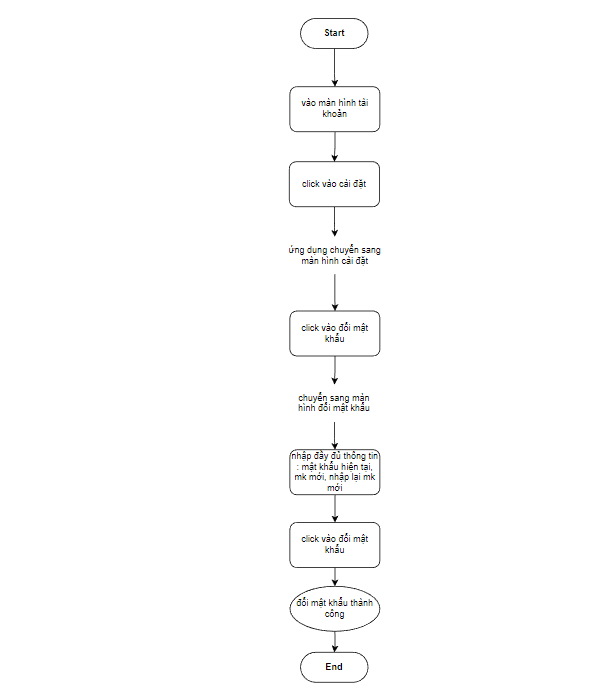 Start
vào màn hình tài
khoản
click vào cài đặt
ứng dụng chuyển sang
màn hình cài đặt
click vào đổi mật
khẩu
chuyển sang màn
hình đổi mật khẩu
nhập đầy đủ thông tin
: mật khẩu hiện tại,
mk mới, nhập lại mk
mới
click vào đổi mật
khẩu
đổi mật khẩu thành
công
End